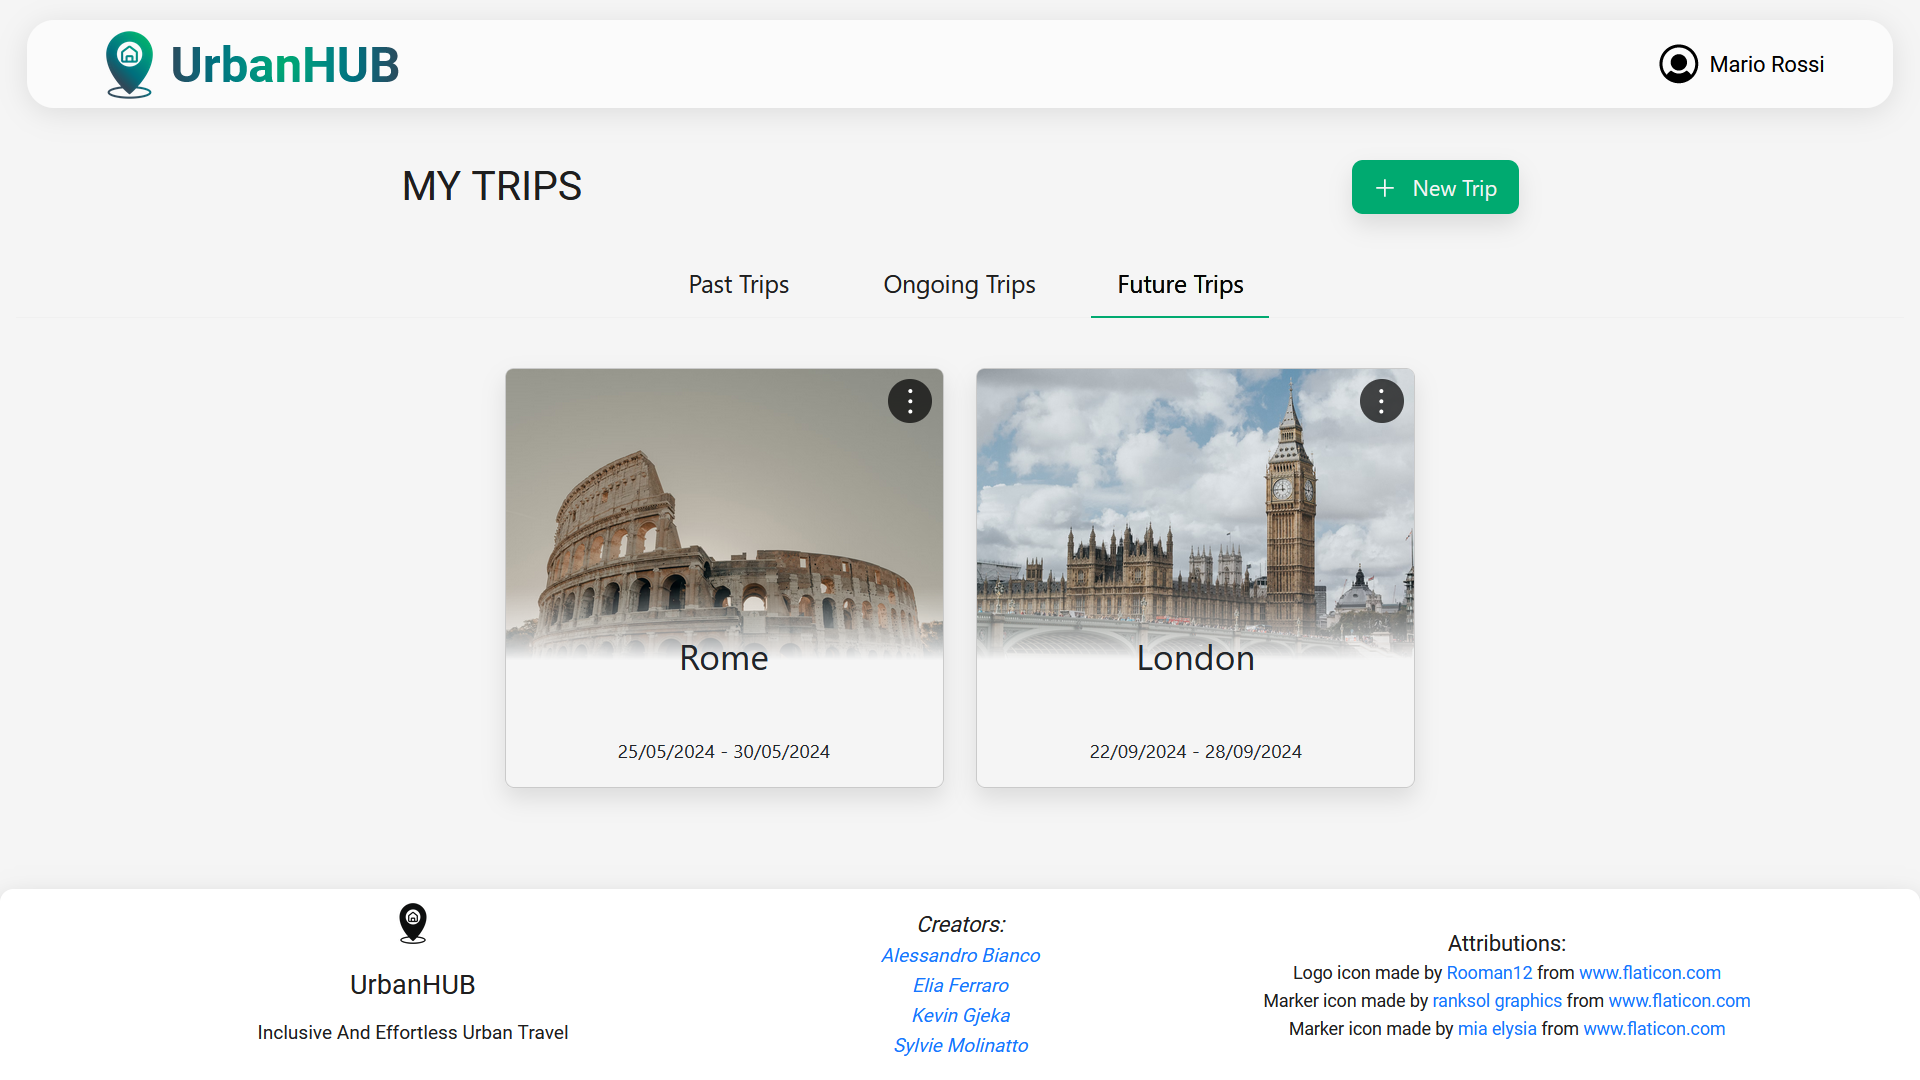 UrbanHUB
Mario Rossi
MY TRIPS
New Trip
Past Trips
Ongoing Trips
Future Trips
Rome
25/05/2024 - 30/05/2024
London
22/09/2024 - 28/09/2024
UrbanHUB
Inclusive And Effortless Urban Travel
Creators:
Alessandro Bianco
Elia Ferraro
Kevin Gjeka
Sylvie Molinatto
Attributions:
Logo icon made by Rooman12 from www.flaticon.com
Marker icon made by ranksol graphics from www.flaticon.com
Marker icon made by mia elysia from www.flaticon.com